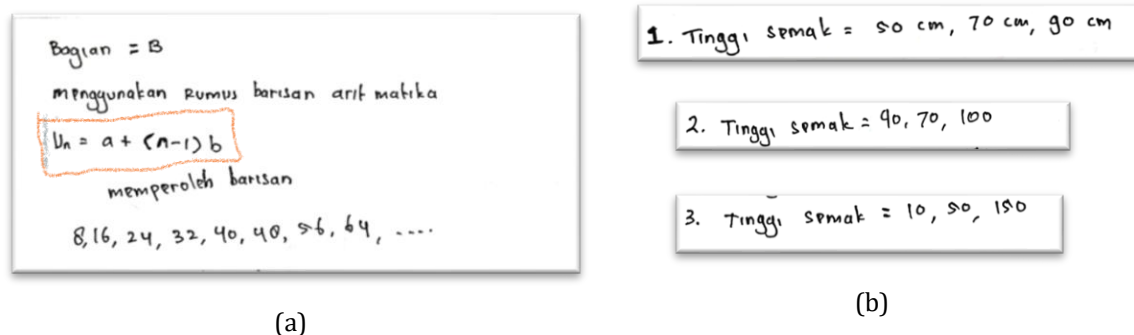 Bagian = B
menggunakan Rumus barisan aritmatika
Un = a + (n-1) b
memperoleh barisan
8, 16, 24, 32, 40, 48, 56, 64, ....
(a)
1. Tinggi semak = 50 cm, 70 cm, 90 cm
2. Tinggi semak = 90, 70, 100
3. Tinggi semak = 10, 50, 150
(b)